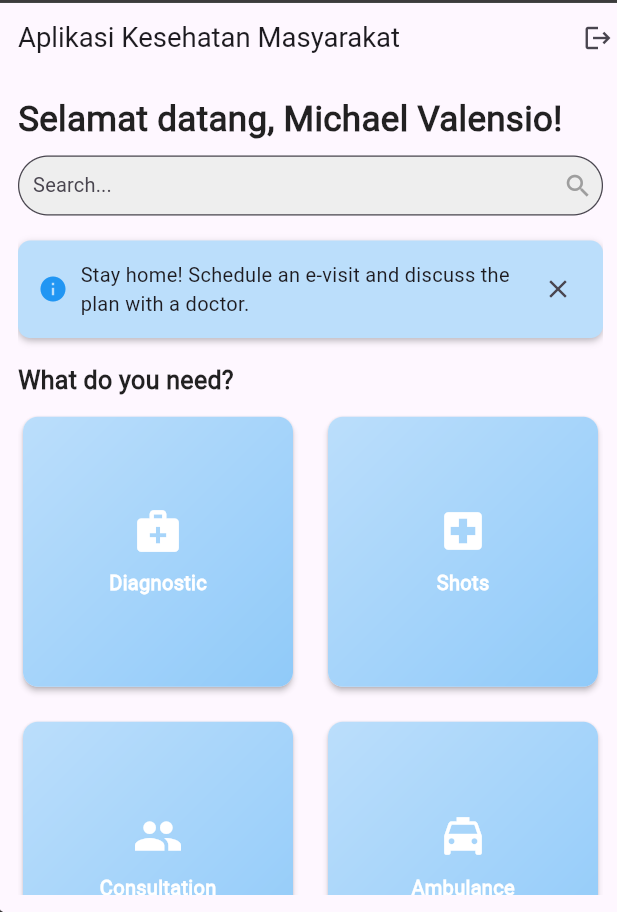 Aplikasi Kesehatan Masyarakat
Selamat datang, Michael Valensio!
Search...
Stay home! Schedule an e-visit and discuss the
plan with a doctor.
What do you need?
Diagnostic
Shots
Consultation
Ambulance